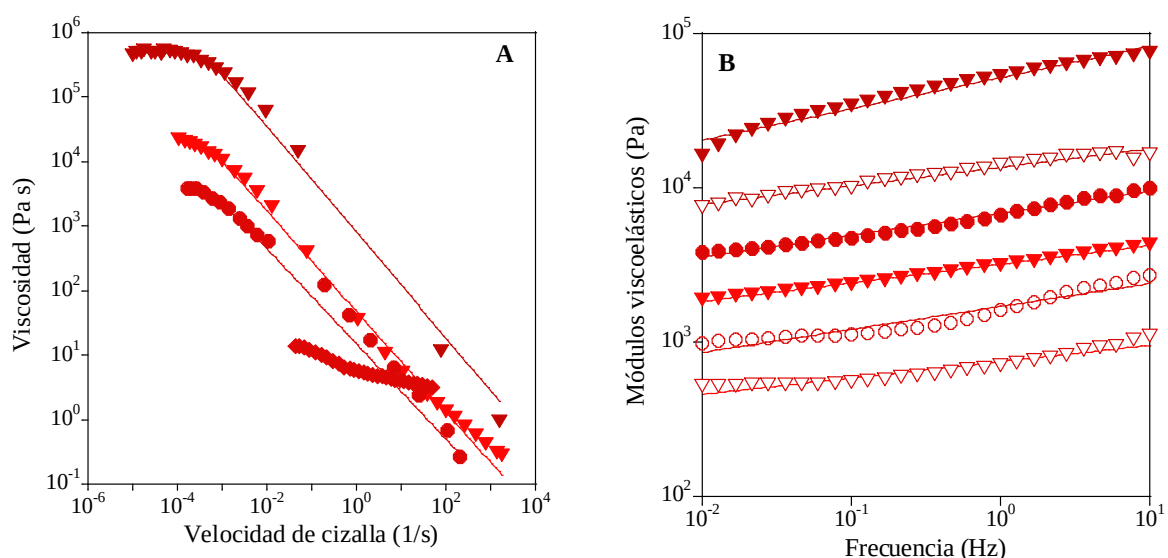 A
Viscosidad (Pa s)
10^6
10^5
10^4
10^3
10^2
10^1
10^0
10^-1
10^-6 10^-4 10^-2 10^0 10^2 10^4
Velocidad de cizalla (1/s)
B
Módulos viscoelásticos (Pa)
10^5
10^4
10^3
10^2
10^-2 10^-1 10^0 10^1
Frecuencia (Hz)